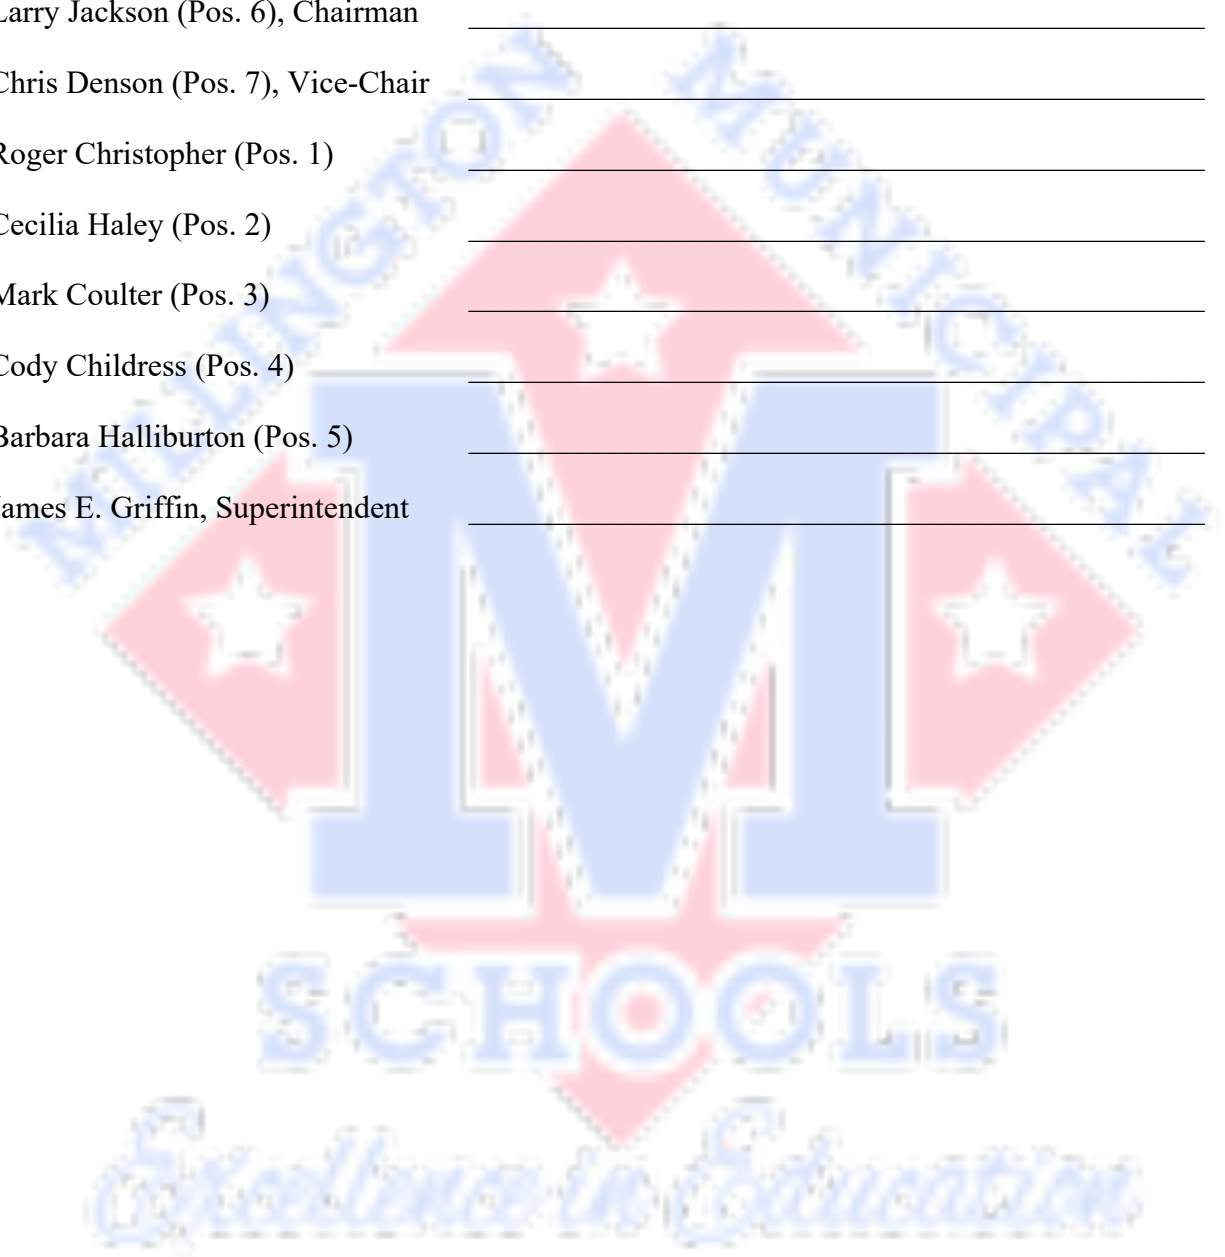 Larry Jackson (Pos. 6), Chairman
Chris Denson (Pos. 7), Vice-Chair
Roger Christopher (Pos. 1)
Cecilia Haley (Pos. 2)
Mark Coulter (Pos. 3)
Cody Childress (Pos. 4)
Barbara Halliburton (Pos. 5)
James E. Griffin, Superintendent
MILLINGTON MUNICIPAL
M
SCHOOLS
Excellence in Education